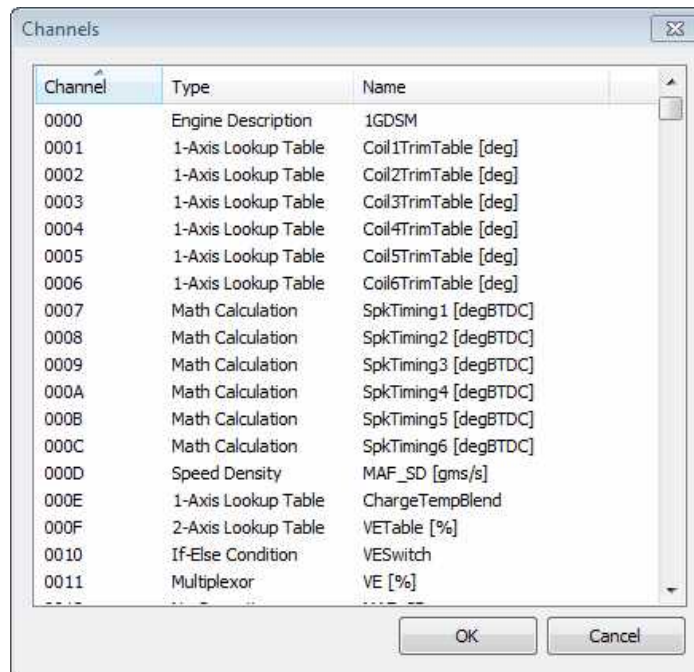 Channels
Channel Type Name
0000 Engine Description 1GDSM
0001 1-Axis Lookup Table Coil1TrimTable [deg]
0002 1-Axis Lookup Table Coil2TrimTable [deg]
0003 1-Axis Lookup Table Coil3TrimTable [deg]
0004 1-Axis Lookup Table Coil4TrimTable [deg]
0005 1-Axis Lookup Table Coil5TrimTable [deg]
0006 1-Axis Lookup Table Coil6TrimTable [deg]
0007 Math Calculation SpkTiming1 [degBTDC]
0008 Math Calculation SpkTiming2 [degBTDC]
0009 Math Calculation SpkTiming3 [degBTDC]
000A Math Calculation SpkTiming4 [degBTDC]
000B Math Calculation SpkTiming5 [degBTDC]
000C Math Calculation SpkTiming6 [degBTDC]
000D Speed Density MAF_SD [gms/s]
000E 1-Axis Lookup Table ChargeTempBlend
000F 2-Axis Lookup Table VETable [%]
0010 If-Else Condition VESwitch
0011 Multiplexor VE [%]
OK Cancel